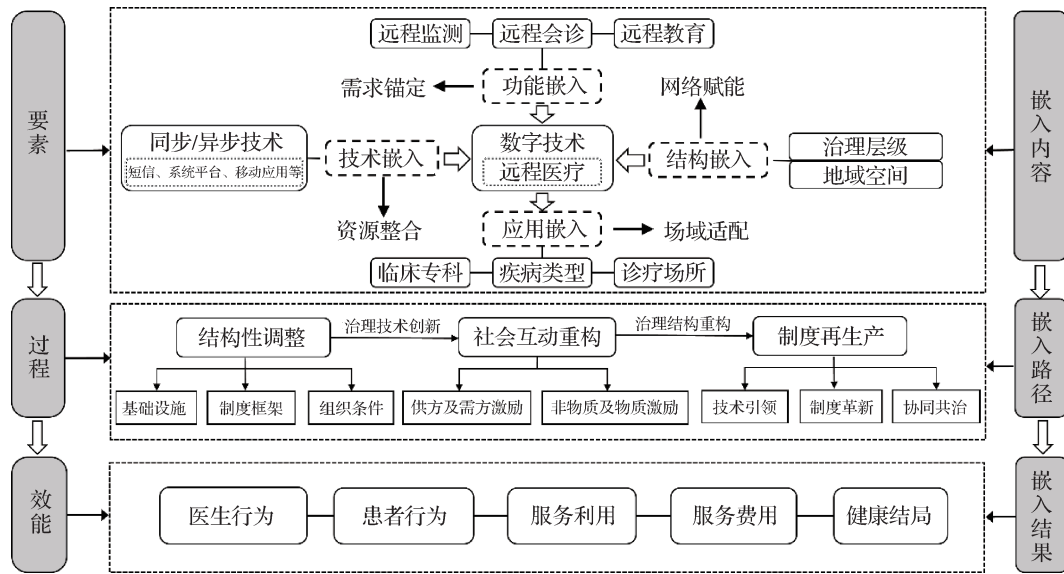 要素
过程
效能
远程监测
远程会诊
远程教育
需求锚定
功能嵌入
网络赋能
同步/异步技术
短信、系统平台、移动应用等
技术嵌入
数字技术
远程医疗
结构嵌入
治理层级
地域空间
资源整合
应用嵌入
场域适配
临床专科
疾病类型
诊疗场所
结构性调整
治理技术创新
社会互动重构
治理结构重构
制度再生产
基础设施
制度框架
组织条件
供方及需方激励
非物质及物质激励
技术引领
制度革新
协同共治
医生行为
患者行为
服务利用
服务费用
健康结局
嵌入内容
嵌入路径
嵌入结果